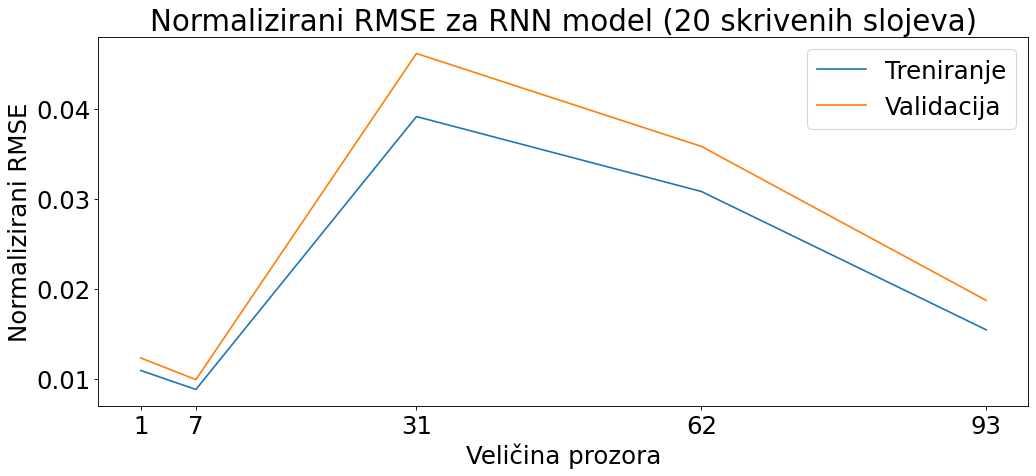 Normalizirani RMSE za RNN model (20 skrivenih slojeva)
Treniranje
Validacija
Normalizirani RMSE
0.04
0.03
0.02
0.01
1 7 31 62 93
Veličina prozora